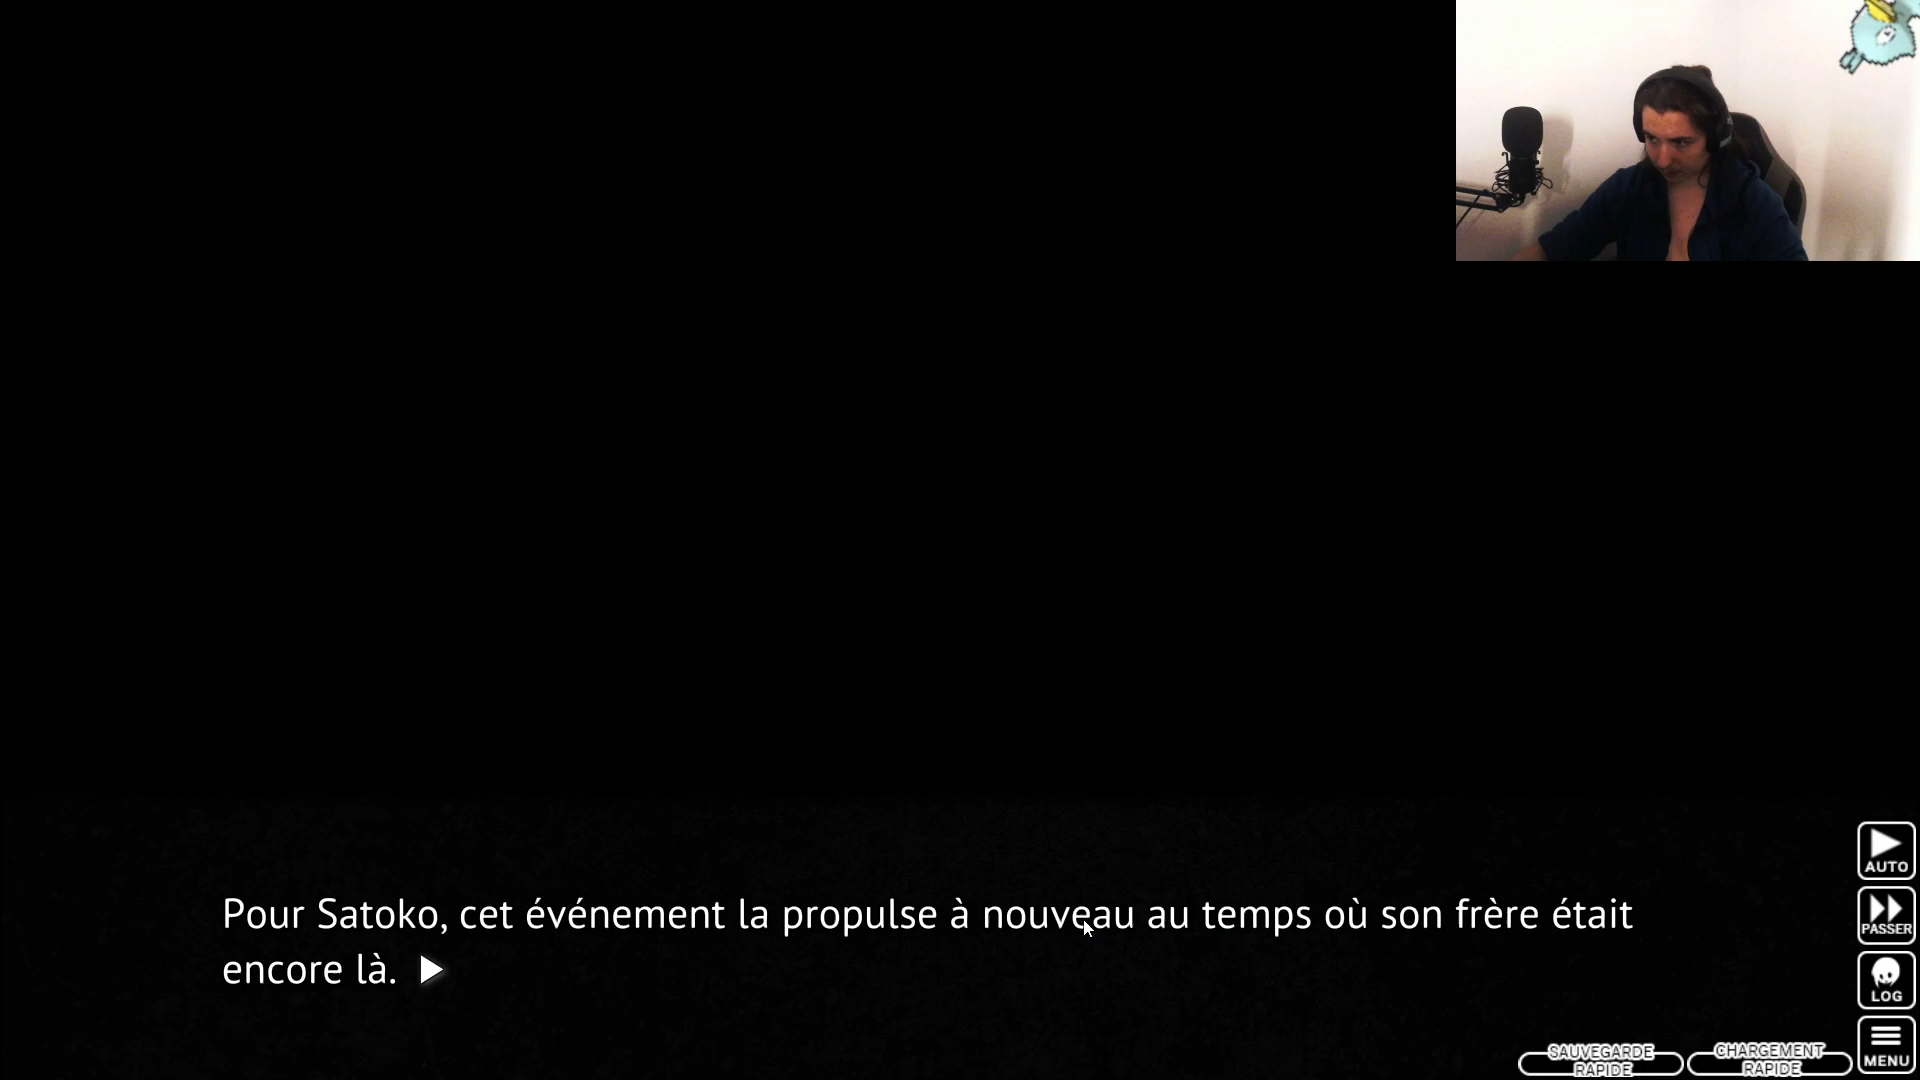 Pour Satoko, cet événement la propulse à nouveau au temps où son frère était
encore là.
AUTO
PASSER
LOG
MENU
SAUVEGARDE
RAPIDE
CHARGEMENT
RAPIDE